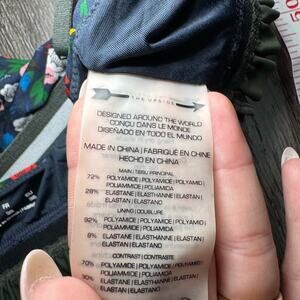 THE UPSIDE
DESIGNED AROUND THE WORLD
CONÇU DANS LE MONDE
DISEÑADO EN TODO EL MUNDO
MADE IN CHINA | FABRIQUÉ EN CHINE
HECHO EN CHINA
MAIN | TISSU PRINCIPAL
72% POLYAMIDE | POLYAMIDE | POLYAMID |
POLIAMMIDE | POLIAMIDA
28% ELASTANE | ELASTHANNE | ELASTAN |
ELASTAN | ELASTANO
LINING | DOUBLURE
92% POLYAMIDE | POLYAMIDE | POLYAMID |
POLIAMMIDE | POLIAMIDA
8% ELASTANE | ELASTHANNE | ELASTAN |
ELASTAN | ELASTANO
CONTRAST | CONTRASTE
70% POLYAMIDE | POLYAMIDE | POLYAMID |
POLIAMMIDE | POLIAMIDA
30% ELASTANE | ELASTHANNE | ELASTAN |
ELASTAN | ELASTANO